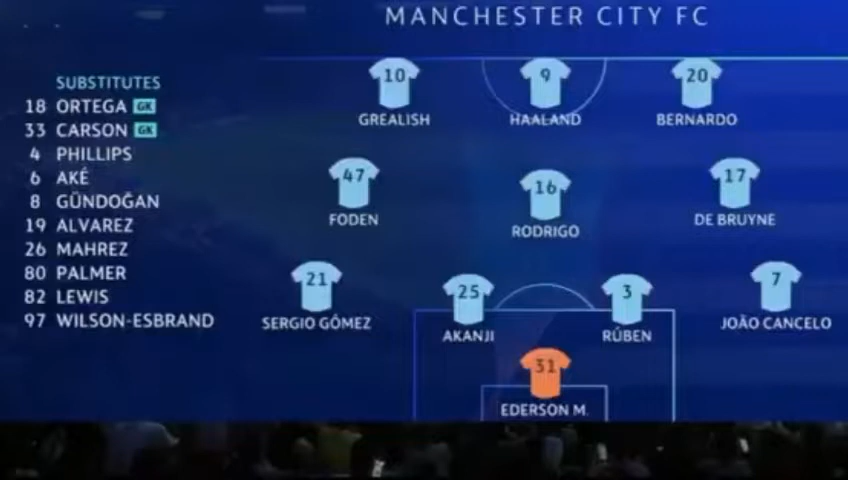 MANCHESTER CITY FC
SUBSTITUTES
18 ORTEGA GK
33 CARSON GK
4 PHILLIPS
6 AKÉ
8 GÜNDOĞAN
19 ALVAREZ
26 MAHREZ
80 PALMER
82 LEWIS
97 WILSON-ESBRAND
10 9 20
GREALISH HAALAND BERNARDO
47 16 17
FODEN RODRIGO DE BRUYNE
21 25 3 7
SERGIO GÓMEZ AKANJI RÚBEN JOÃO CANCELO
31
EDERSON M.